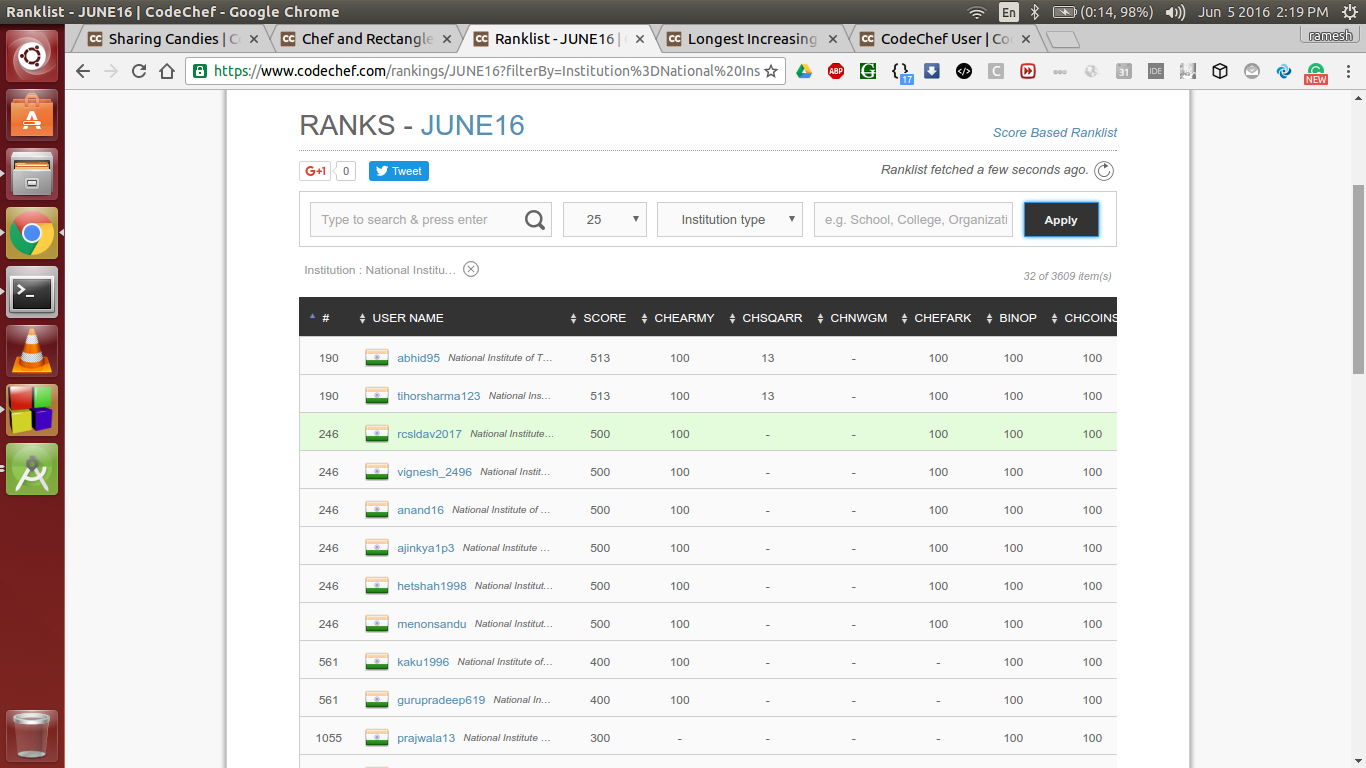 Ranklist - JUNE16 | CodeChef - Google Chrome En (0:14, 98%) Jun 5 2016 2:19 PM
Sharing Candies | C Chef and Rectangle Ranklist - JUNE16 | Longest Increasing CodeChef User | Co ramesh
https://www.codechef.com/rankings/JUNE16?filterBy=Institution%3DNational%20Ins ABP G {} 17 </> C 31 IDE NEW
RANKS - JUNE16
Score Based Ranklist
G+1 0 Tweet Ranklist fetched a few seconds ago.
Type to search & press enter 25 Institution type e.g. School, College, Organizati Apply
Institution : National Institu...
32 of 3609 item(s)
# USER NAME SCORE CHEARMY CHSQARR CHNWGM CHEFARK BINOP CHCOINS
190 abhid95 National Institute of T... 513 100 13 - 100 100 100
190 tihorsharma123 National Ins... 513 100 13 - 100 100 100
246 rcsldav2017 National Institute... 500 100 - - 100 100 100
246 vignesh_2496 National Instit... 500 100 - - 100 100 100
246 anand16 National Institute of ... 500 100 - - 100 100 100
246 ajinkya1p3 National Institute ... 500 100 - - 100 100 100
246 hetshah1998 National Institut... 500 100 - - 100 100 100
246 menonsandu National Institut... 500 100 - - 100 100 100
561 kaku1996 National Institute of... 400 100 - - - 100 100
561 gurupradeep619 National In... 400 100 - - - 100 100
1055 prajwala13 National Institute ... 300 - - - - 100 100